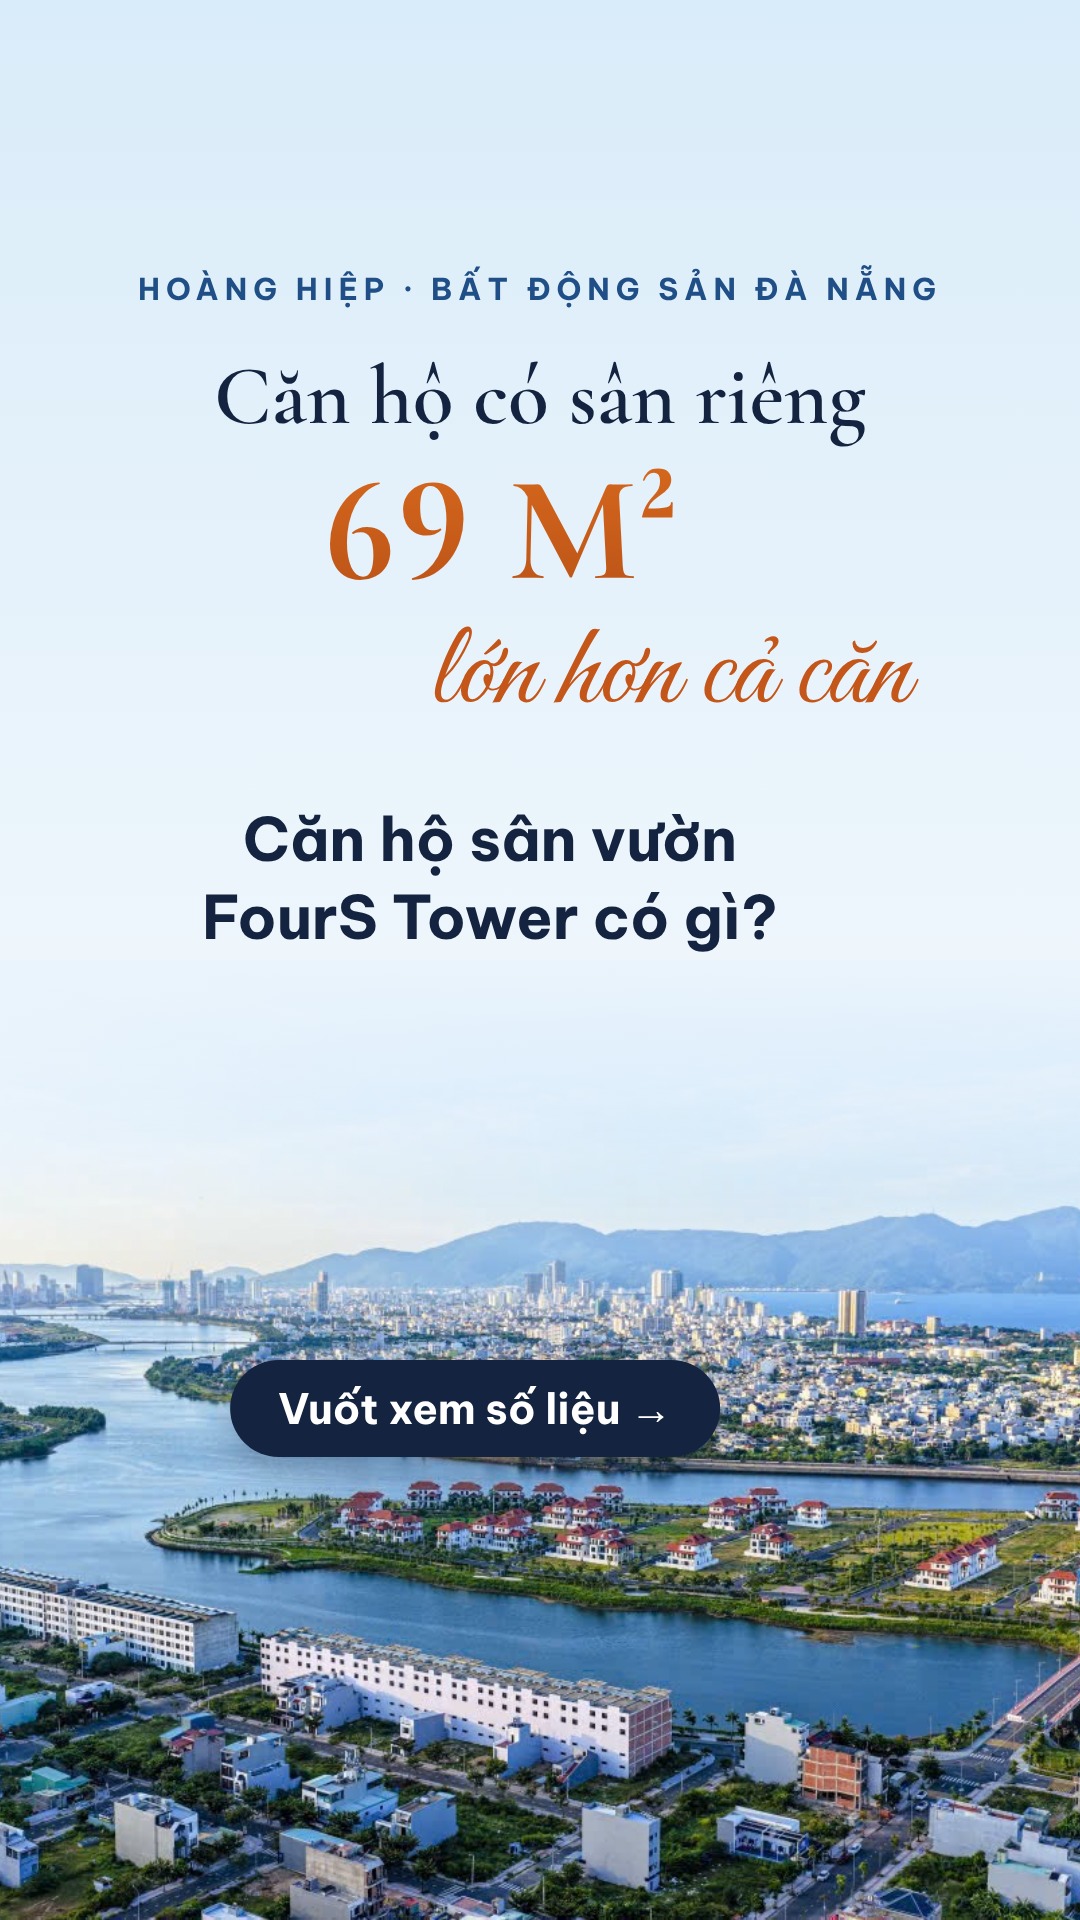 HOÀNG HIỆP · BẤT ĐỘNG SẢN ĐÀ NẴNG
Căn hộ có sân riêng
69 M²
lớn hơn cả căn
Căn hộ sân vườn
FourS Tower có gì?
Vuốt xem số liệu →